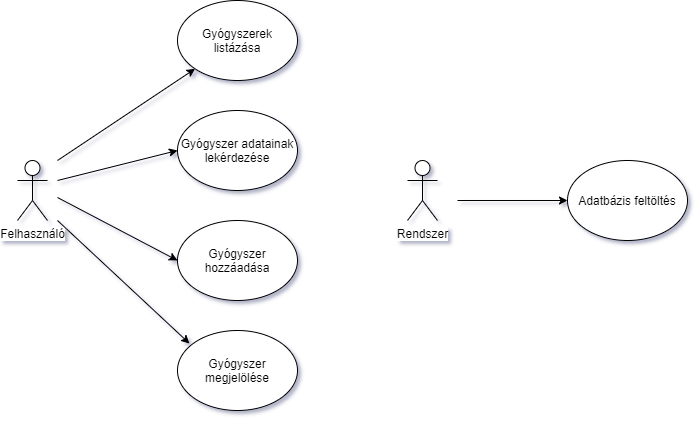 Gyógyszerek
listázása
Gyógyszer adatainak
lekérdezése
Felhasználó
Gyógyszer
hozzáadása
Gyógyszer
megjelölése
Rendszer
Adatbázis feltöltés